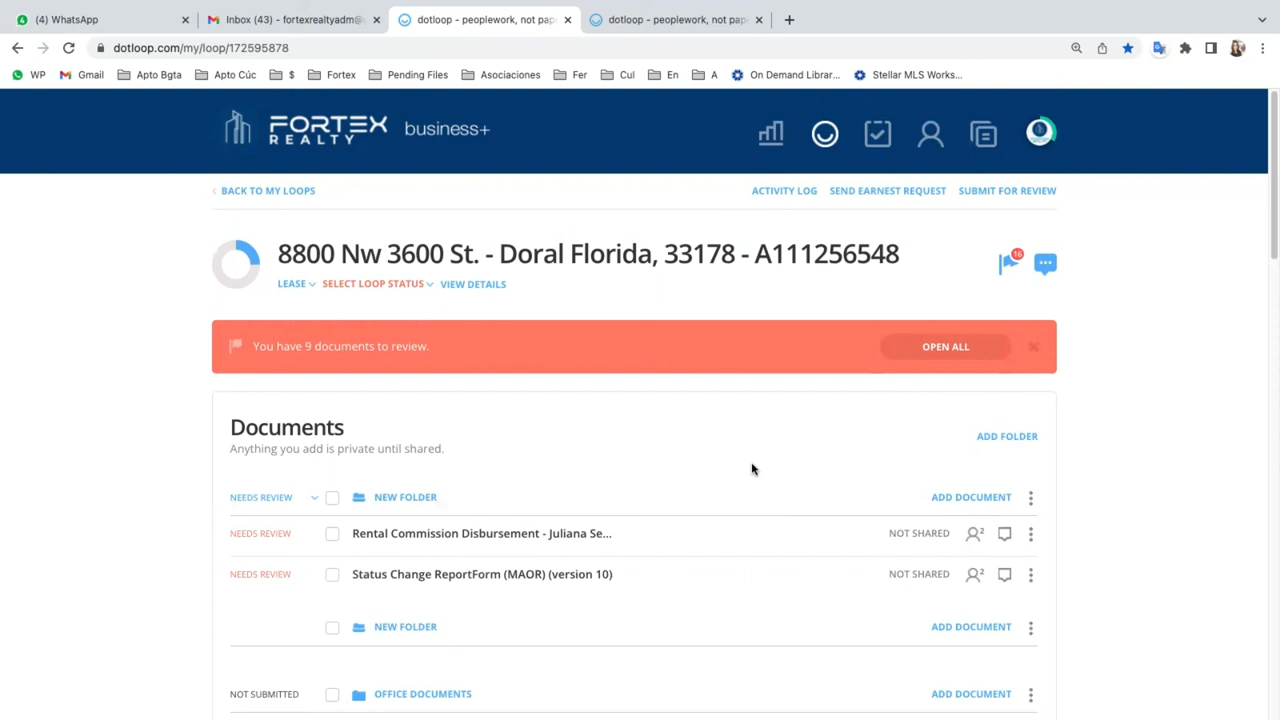 (4) WhatsApp
Inbox (43) - fortexrealtyadm@
dotloop - peoplework, not pap
dotloop - peoplework, not pap
dotloop.com/my/loop/172595878
WP
Gmail
Apto Bgta
Apto Cúc
$
Fortex
Pending Files
Asociaciones
Fer
Cul
En
A
On Demand Librar...
Stellar MLS Works...
FORTEX REALTY
business+
BACK TO MY LOOPS
ACTIVITY LOG
SEND EARNEST REQUEST
SUBMIT FOR REVIEW
8800 Nw 3600 St. - Doral Florida, 33178 - A111256548
16
LEASE
SELECT LOOP STATUS
VIEW DETAILS
You have 9 documents to review.
OPEN ALL
Documents
Anything you add is private until shared.
ADD FOLDER
NEEDS REVIEW
NEW FOLDER
ADD DOCUMENT
NEEDS REVIEW
Rental Commission Disbursement - Juliana Se...
NOT SHARED
2
NEEDS REVIEW
Status Change ReportForm (MAOR) (version 10)
NOT SHARED
2
NEW FOLDER
ADD DOCUMENT
NOT SUBMITTED
OFFICE DOCUMENTS
ADD DOCUMENT